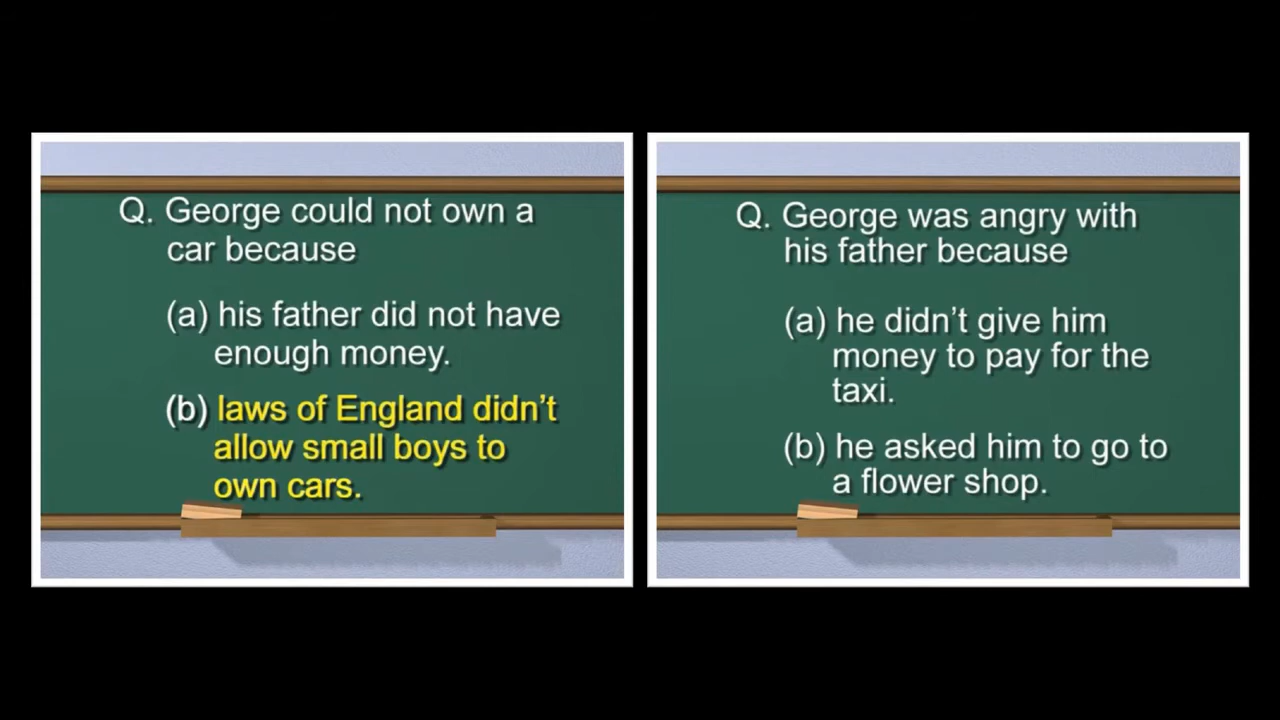 Q. George could not own a
car because
(a) his father did not have
enough money.
(b) laws of England didn’t
allow small boys to
own cars.
Q. George was angry with
his father because
(a) he didn’t give him
money to pay for the
taxi.
(b) he asked him to go to
a flower shop.